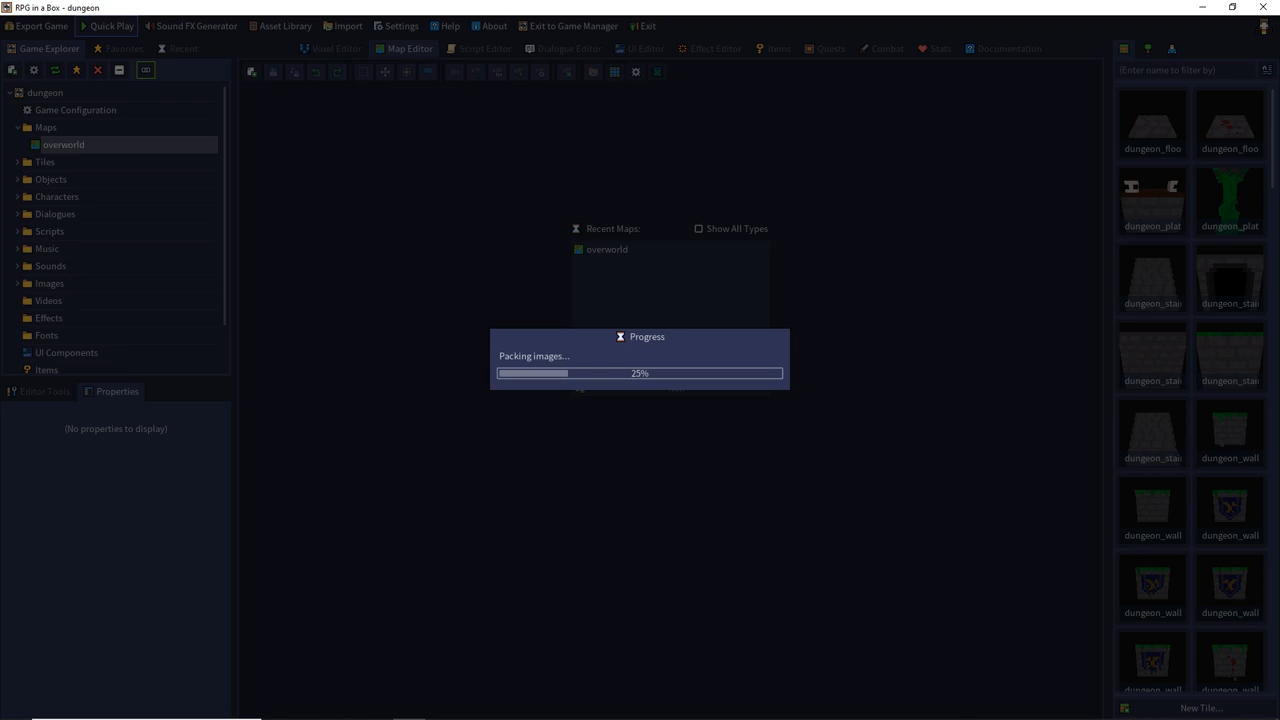 RPG in a Box - dungeon
Export Game Quick Play Sound FX Generator Asset Library Import Settings Help About Exit to Game Manager Exit
Game Explorer Favorites Recent Voxel Editor Map Editor Script Editor Dialogue Editor UI Editor Effect Editor Items Quests Combat Stats Documentation
(Enter name to filter by)
dungeon
Game Configuration
Maps
overworld
Tiles
Objects
Characters
Dialogues
Scripts
Music
Sounds
Images
Videos
Effects
Fonts
UI Components
Items
Editor Tools Properties
(No properties to display)
Recent Maps: Show All Types
overworld
Progress
Packing images...
25%
dungeon_floo dungeon_floo
dungeon_plat dungeon_plat
dungeon_stai dungeon_stai
dungeon_stai dungeon_stai
dungeon_stai dungeon_wall
dungeon_wall dungeon_wall
dungeon_wall dungeon_wall
dungeon_wall dungeon_wall
New Tile...